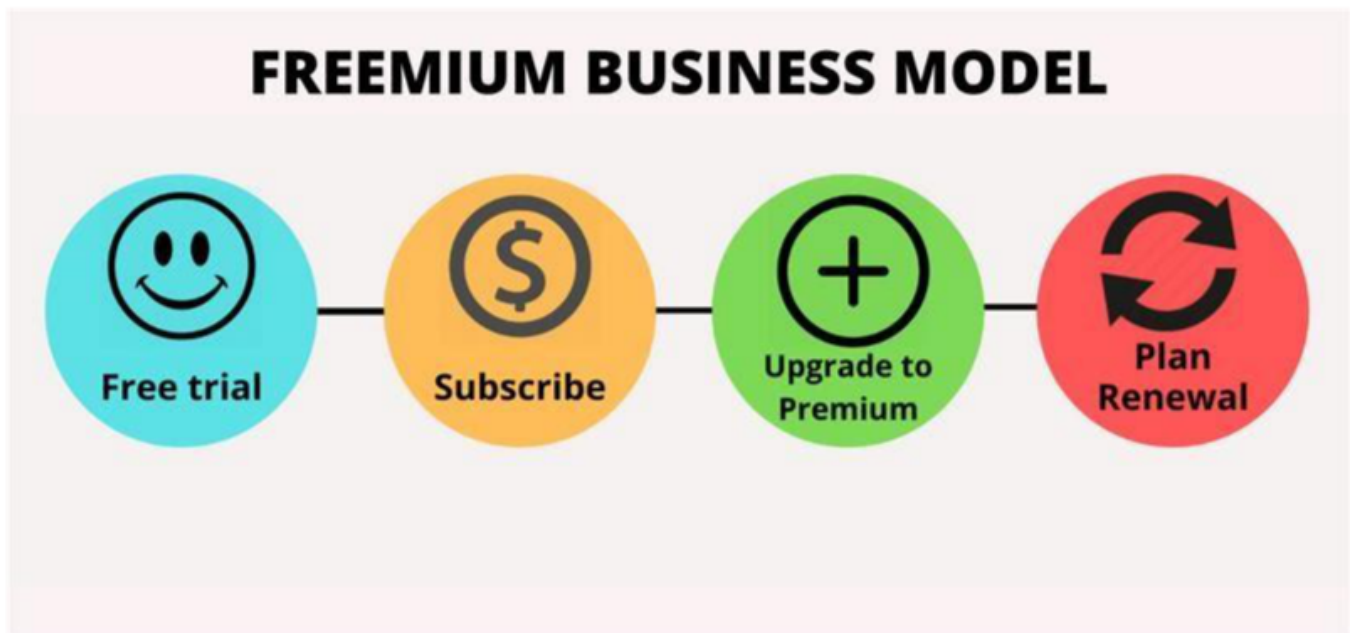 FREEMIUM BUSINESS MODEL
Free trial
$
Subscribe
Upgrade to
Premium
Plan
Renewal